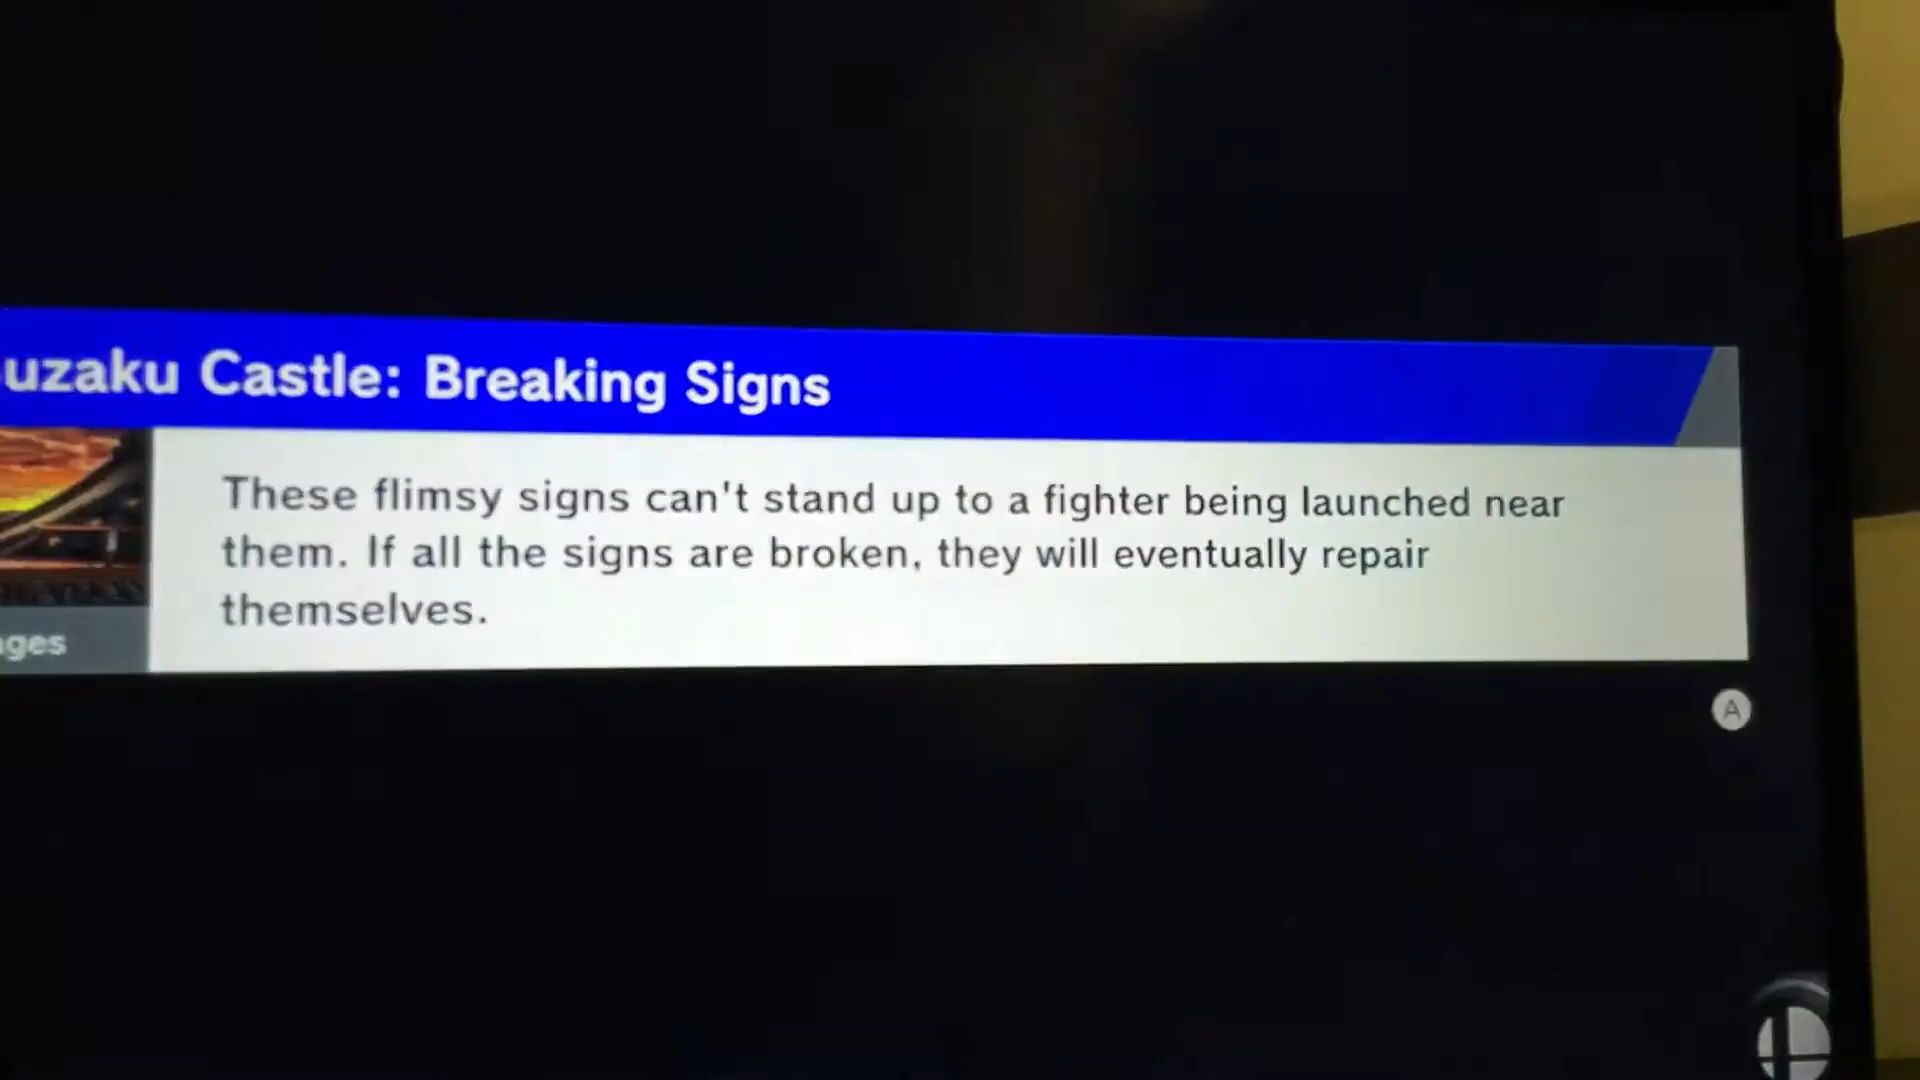 uzaku Castle: Breaking Signs
These flimsy signs can't stand up to a fighter being launched near
them. If all the signs are broken, they will eventually repair
themselves.
ges
A